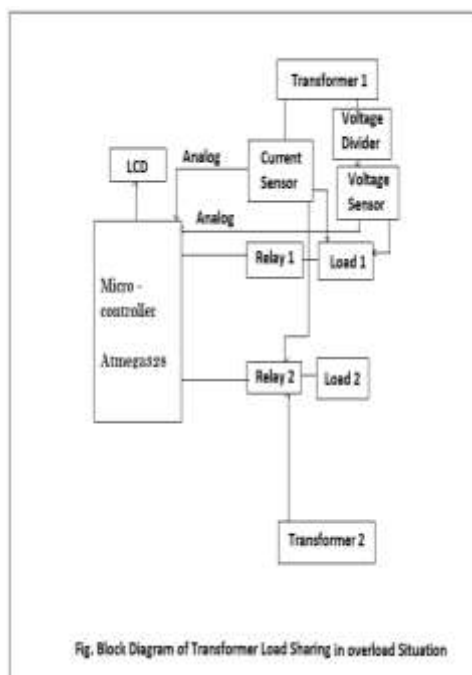 Transformer 1
Voltage
Divider
LCD
Analog
Current
Sensor
Voltage
Sensor
Analog
Relay 1
Load 1
Micro -
controller
Atmega328
Relay 2
Load 2
Transformer 2
Fig. Block Diagram of Transformer Load Sharing in overload Situation